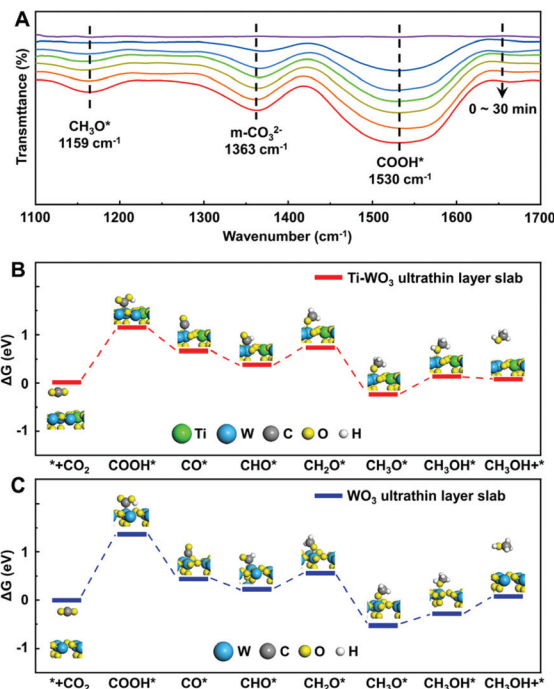 A
Transmttance (%)
CH₃O*
1159 cm⁻¹
m-CO₃²⁻
1363 cm⁻¹
COOH*
1530 cm⁻¹
0 ~ 30 min
1100 1200 1300 1400 1500 1600 1700
Wavenumber (cm⁻¹)
B
Ti-WO₃ ultrathin layer slab
ΔG (eV)
1
0
-1
Ti W C O H
*+CO₂ COOH* CO* CHO* CH₂O* CH₃O* CH₃OH* CH₃OH+*
C
WO₃ ultrathin layer slab
ΔG (eV)
1
0
-1
W C O H
*+CO₂ COOH* CO* CHO* CH₂O* CH₃O* CH₃OH* CH₃OH+*